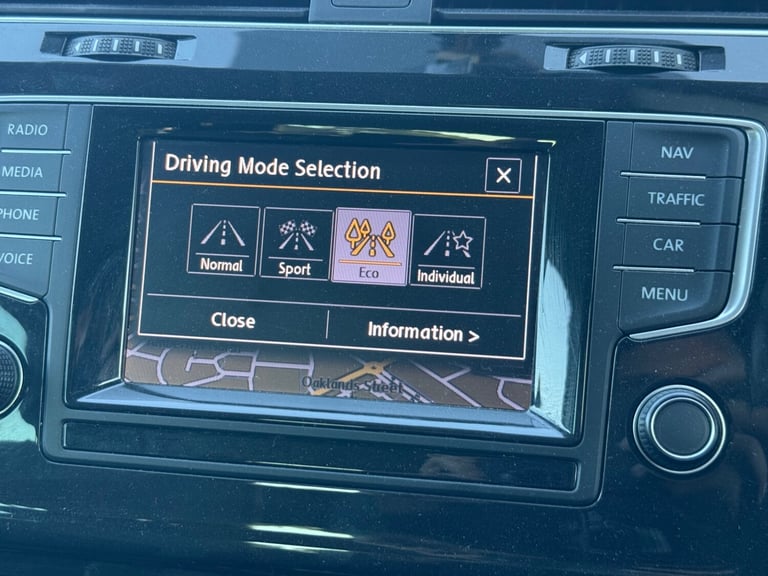 RADIO
MEDIA
PHONE
VOICE
Driving Mode Selection
X
Normal
Sport
Eco
Individual
Close
Information >
Oaklands Street
NAV
TRAFFIC
CAR
MENU